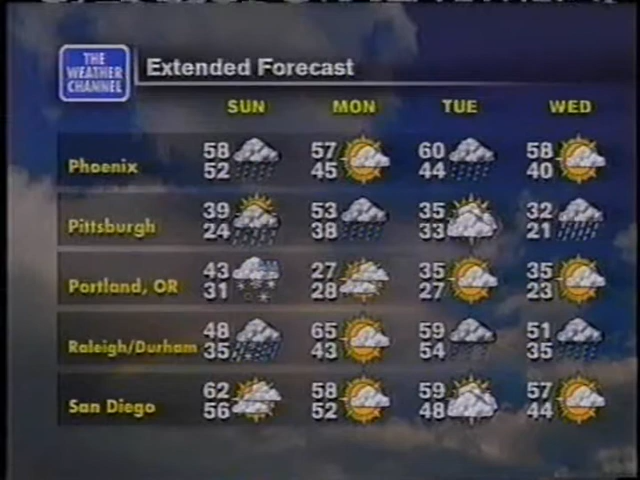 THE
WEATHER
CHANNEL
Extended Forecast
SUN MON TUE WED
Phoenix 58 52 57 45 60 44 58 40
Pittsburgh 39 24 53 38 35 33 32 21
Portland, OR 43 31 27 28 35 27 35 23
Raleigh/Durham 48 35 65 43 59 54 51 35
San Diego 62 56 58 52 59 48 57 44